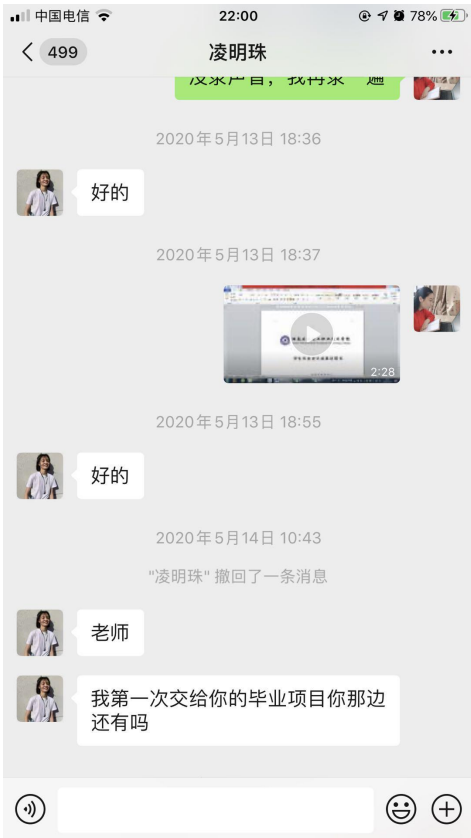 中国电信
22:00
78%
499
凌明珠
没录声音，我再录一遍
2020年5月13日 18:36
好的
2020年5月13日 18:37
2:28
2020年5月13日 18:55
好的
2020年5月14日 10:43
"凌明珠" 撤回了一条消息
老师
我第一次交给你的毕业项目你那边
还有吗